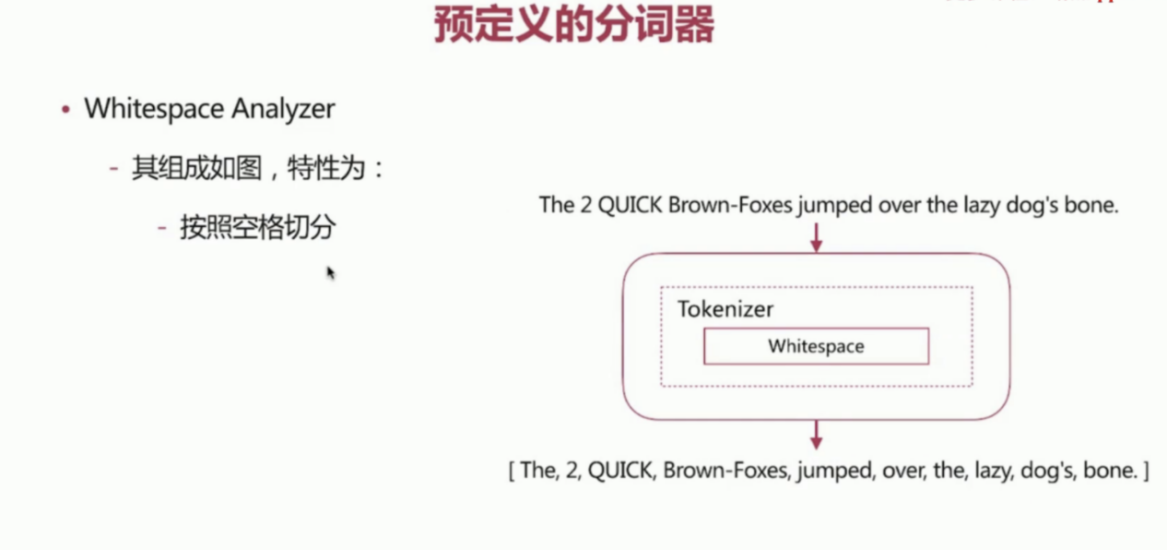 预定义的分词器
• Whitespace Analyzer
- 其组成如图，特性为：
- 按照空格切分
The 2 QUICK Brown-Foxes jumped over the lazy dog's bone.
Tokenizer
Whitespace
[ The, 2, QUICK, Brown-Foxes, jumped, over, the, lazy, dog's, bone. ]